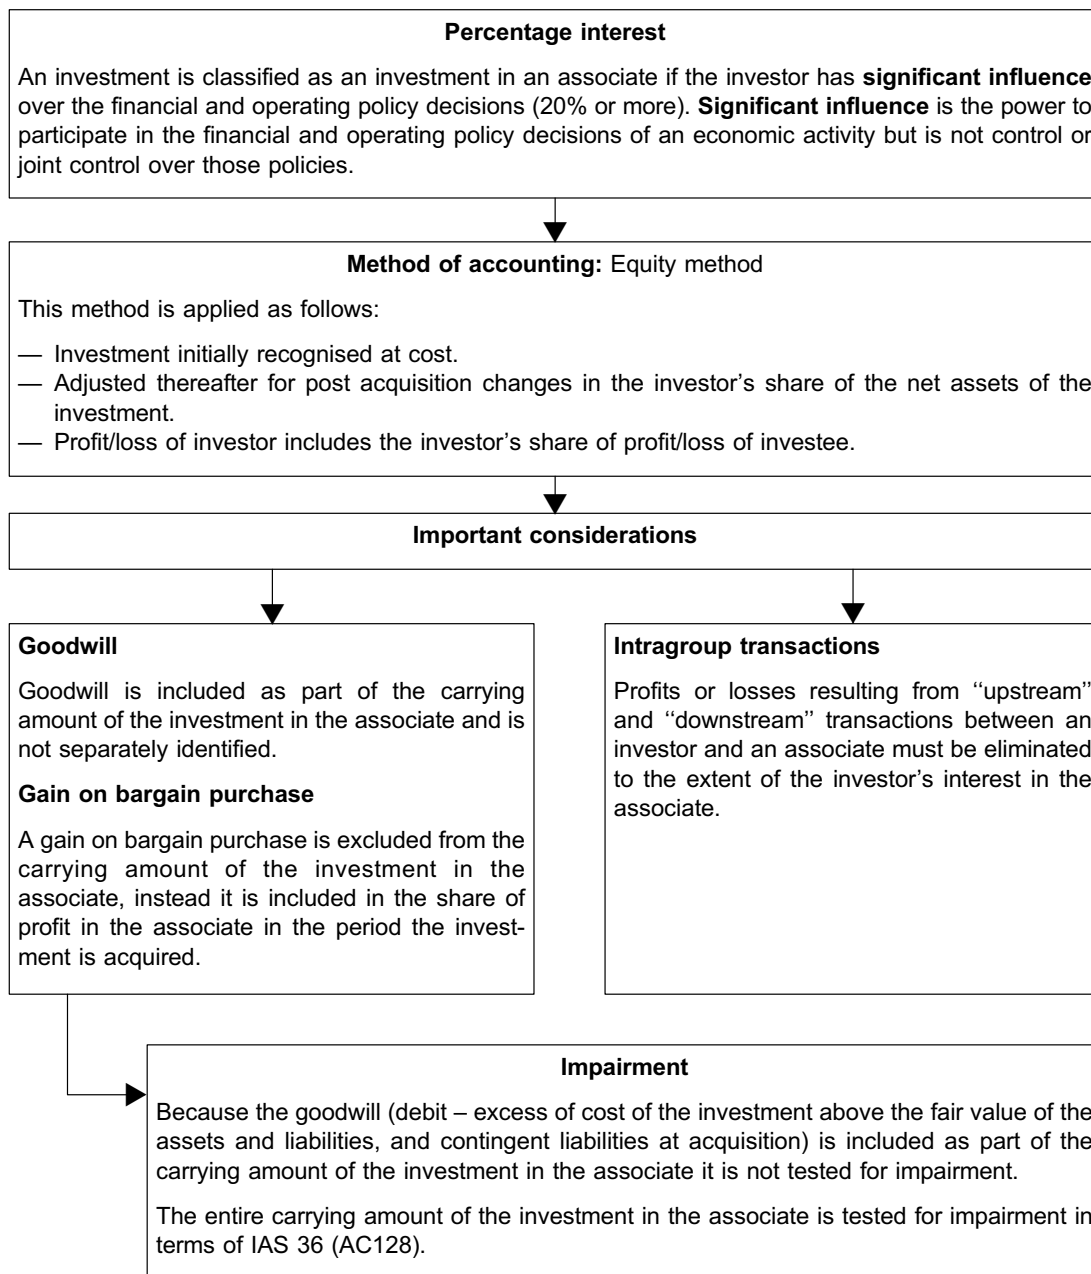 Percentage interest
An investment is classified as an investment in an associate if the investor has significant influence
over the financial and operating policy decisions (20% or more). Significant influence is the power to
participate in the financial and operating policy decisions of an economic activity but is not control or
joint control over those policies.
Method of accounting: Equity method
This method is applied as follows:
— Investment initially recognised at cost.
— Adjusted thereafter for post acquisition changes in the investor's share of the net assets of the
investment.
— Profit/loss of investor includes the investor's share of profit/loss of investee.
Important considerations
Goodwill
Goodwill is included as part of the carrying
amount of the investment in the associate and is
not separately identified.
Gain on bargain purchase
A gain on bargain purchase is excluded from the
carrying amount of the investment in the
associate, instead it is included in the share of
profit in the associate in the period the invest-
ment is acquired.
Intragroup transactions
Profits or losses resulting from ‘‘upstream’’
and ‘‘downstream’’ transactions between an
investor and an associate must be eliminated
to the extent of the investor's interest in the
associate.
Impairment
Because the goodwill (debit – excess of cost of the investment above the fair value of the
assets and liabilities, and contingent liabilities at acquisition) is included as part of the
carrying amount of the investment in the associate it is not tested for impairment.
The entire carrying amount of the investment in the associate is tested for impairment in
terms of IAS 36 (AC128).